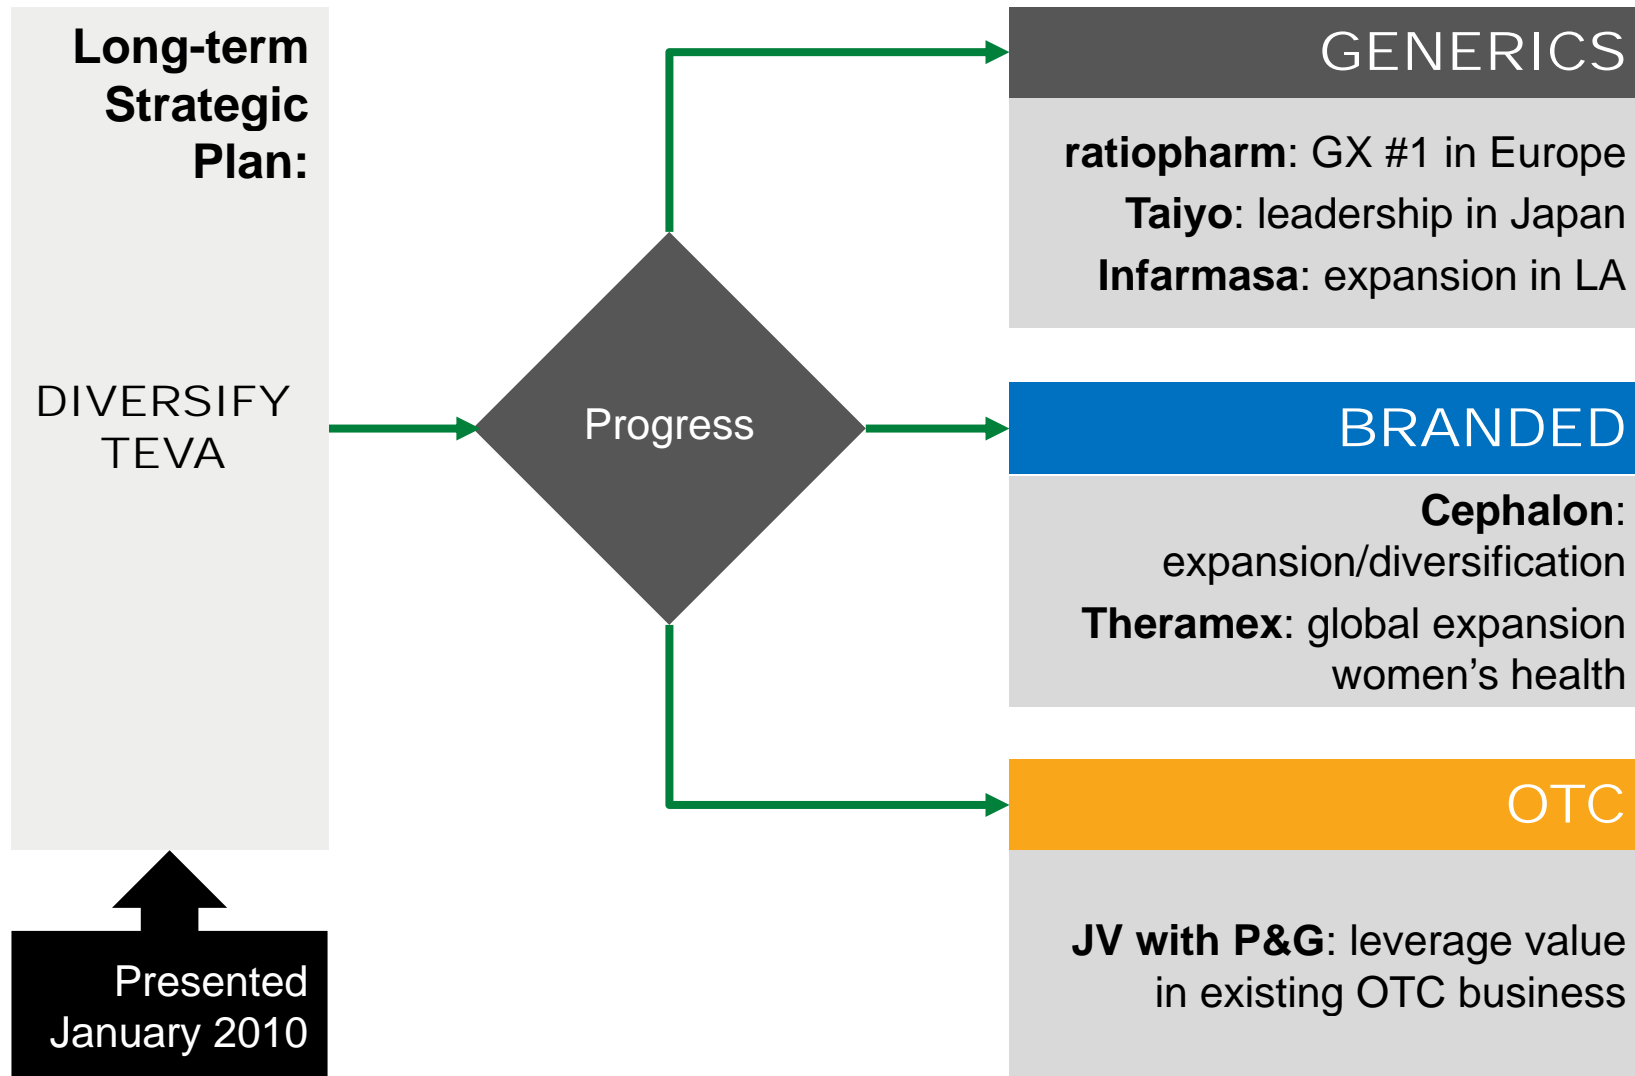 Long-term
Strategic
Plan:
DIVERSIFY
TEVA
Presented
January 2010
Progress
GENERICS
ratiopharm: GX #1 in Europe
Taiyo: leadership in Japan
Infarmasa: expansion in LA
BRANDED
Cephalon:
expansion/diversification
Theramex: global expansion
women’s health
OTC
JV with P&G: leverage value
in existing OTC business